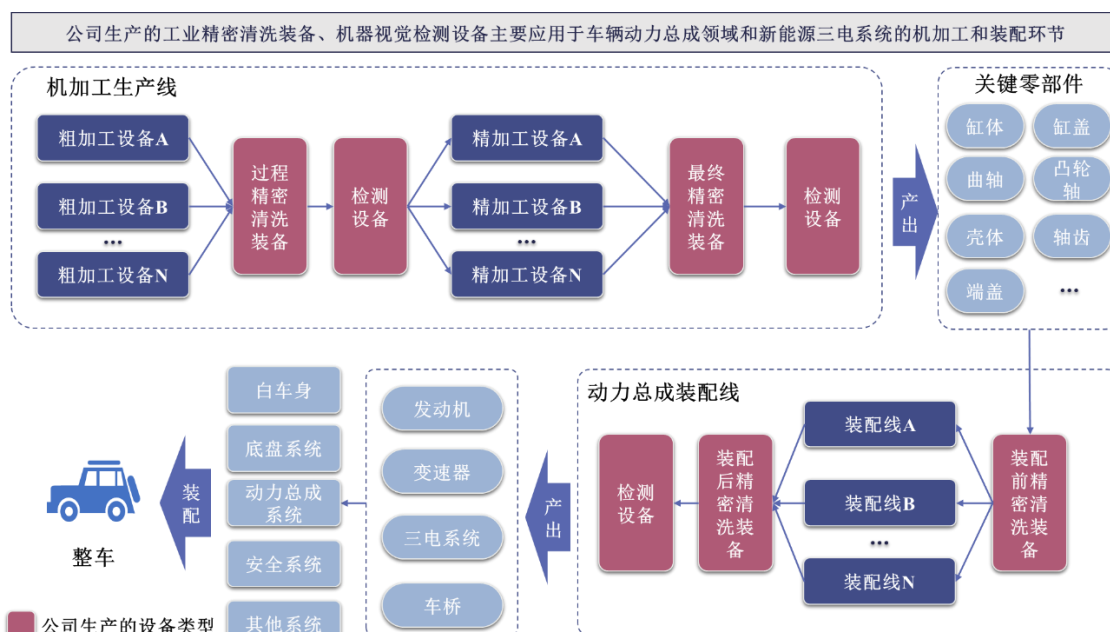 公司生产的工业精密清洗装备、机器视觉检测设备主要应用于车辆动力总成领域和新能源三电系统的机加工和装配环节
机加工生产线
粗加工设备A
粗加工设备B
...
粗加工设备N
过程
精密
清洗
装备
检测
设备
精加工设备A
精加工设备B
...
精加工设备N
最终
精密
清洗
装备
检测
设备
产
出
关键零部件
缸体
缸盖
曲轴
凸轮
轴
壳体
轴齿
端盖
...
动力总成装配线
装配
前精
密清
洗装
备
装配线A
装配线B
...
装配线N
装配
后精
密清
洗装
备
检测
设备
产
出
发动机
变速器
三电系统
车桥
白车身
底盘系统
动力总成
系统
安全系统
其他系统
装
配
整车
公司生产的设备类型